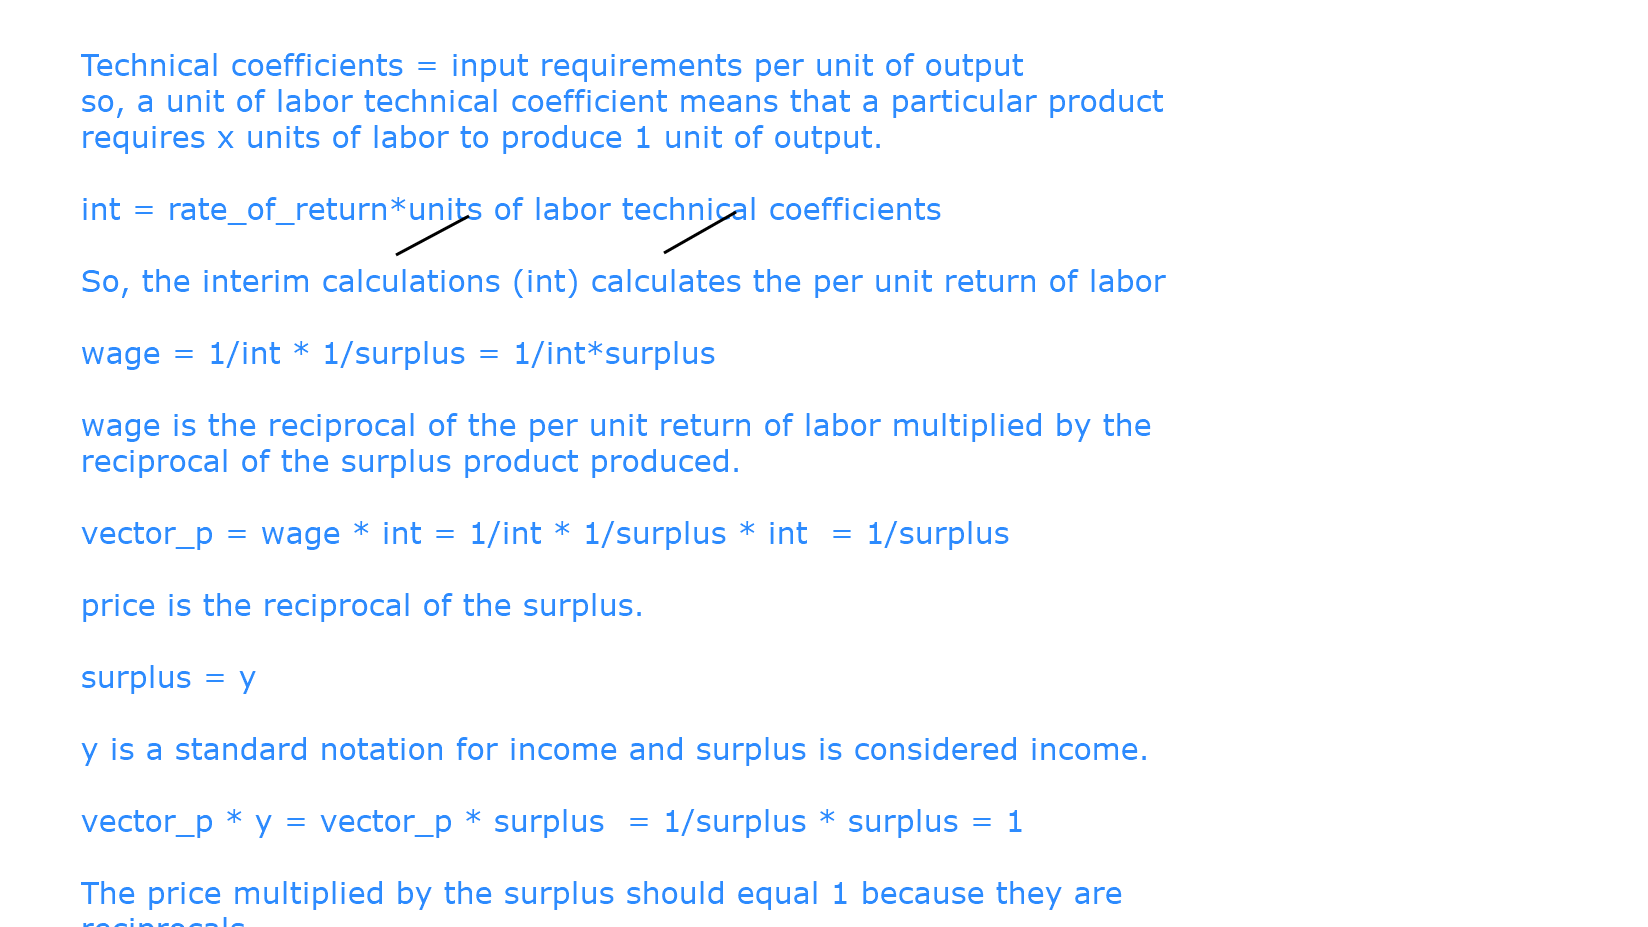 Technical coefficients = input requirements per unit of output
so, a unit of labor technical coefficient means that a particular product
requires x units of labor to produce 1 unit of output.
int = rate_of_return*units of labor technical coefficients
So, the interim calculations (int) calculates the per unit return of labor
wage = 1/int * 1/surplus = 1/int*surplus
wage is the reciprocal of the per unit return of labor multiplied by the
reciprocal of the surplus product produced.
vector_p = wage * int = 1/int * 1/surplus * int  = 1/surplus
price is the reciprocal of the surplus.
surplus = y
y is a standard notation for income and surplus is considered income.
vector_p * y = vector_p * surplus  = 1/surplus * surplus = 1
The price multiplied by the surplus should equal 1 because they are
reciprocals